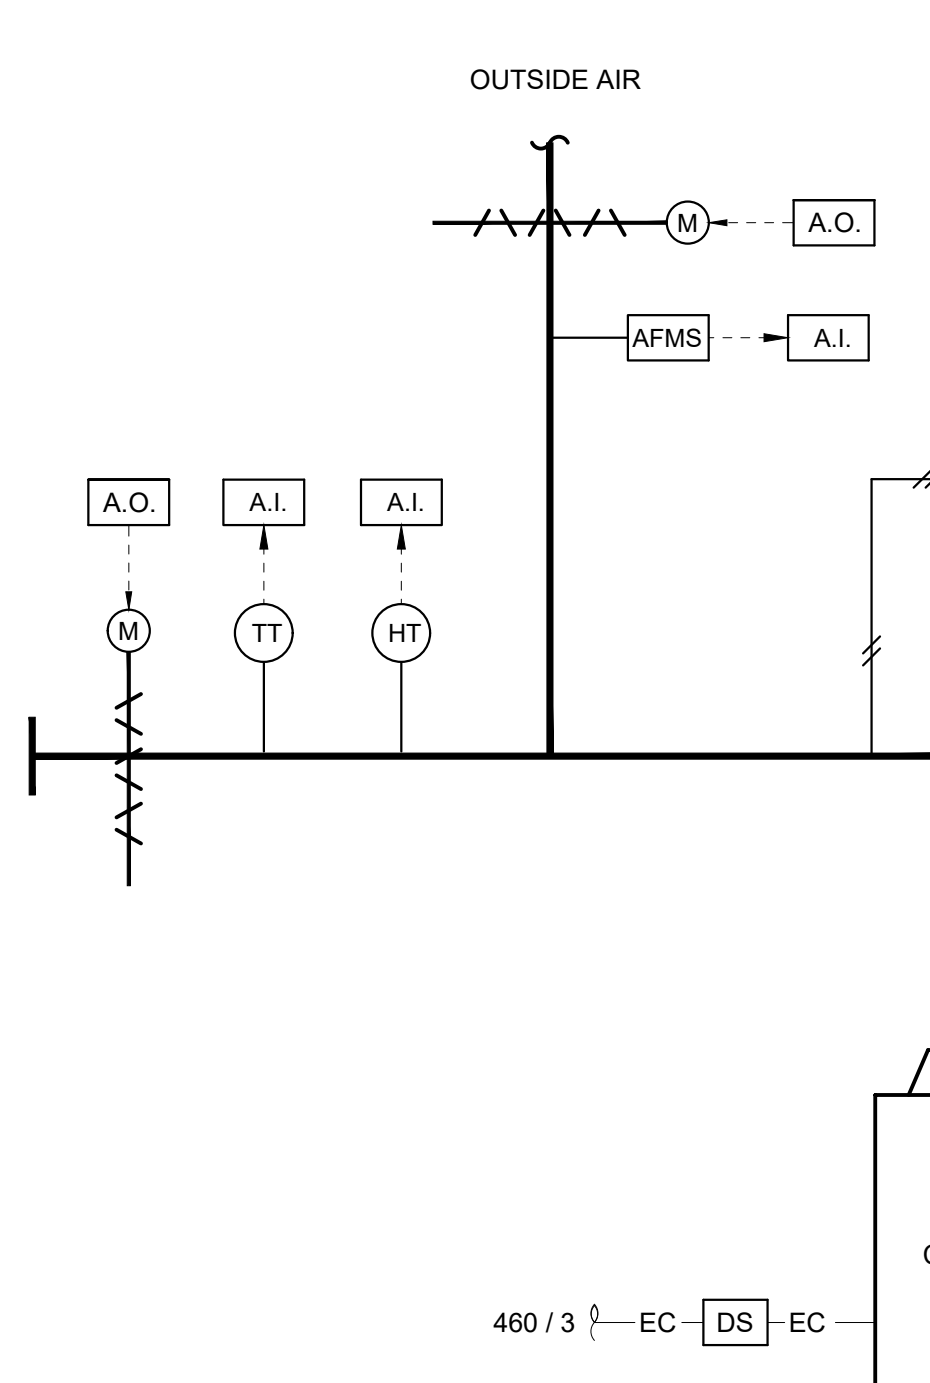 OUTSIDE AIR
M
A.O.
AFMS
A.I.
A.O.
A.I.
A.I.
M
TT
HT
460 / 3
EC
DS
EC